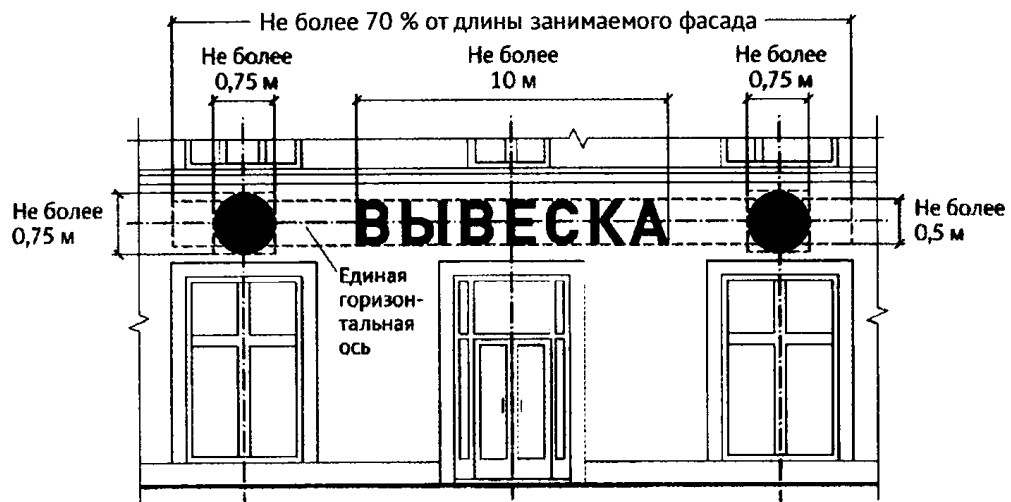 Не более 70 % от длины занимаемого фасада
Не более
0,75 м
Не более
10 м
Не более
0,75 м
Не более
0,75 м
ВЫВЕСКА
Не более
0,5 м
Единая
горизон-
тальная
ось